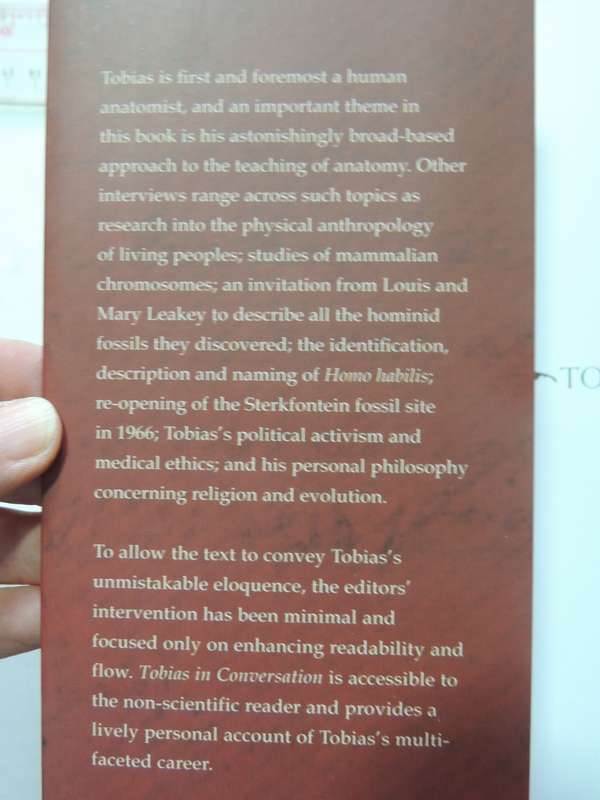 Tobias is first and foremost a human
anatomist, and an important theme in
this book is his astonishingly broad-based
approach to the teaching of anatomy. Other
interviews range across such topics as
research into the physical anthropology
of living peoples; studies of mammalian
chromosomes; an invitation from Louis and
Mary Leakey to describe all the hominid
fossils they discovered; the identification,
description and naming of Homo habilis;
re-opening of the Sterkfontein fossil site
in 1966; Tobias's political activism and
medical ethics; and his personal philosophy
concerning religion and evolution.
To allow the text to convey Tobias's
unmistakable eloquence, the editors'
intervention has been minimal and
focused only on enhancing readability and
flow. Tobias in Conversation is accessible to
the non-scientific reader and provides a
lively personal account of Tobias's multi-
faceted career.
TO